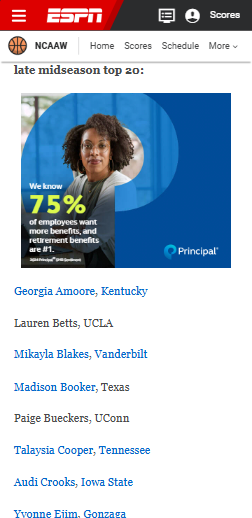 ESPN
Scores
NCAAW
Home Scores Schedule More
late midseason top 20:
We know
75%
of employees want
more benefits, and
retirement benefits
are #1.
Principal®
Georgia Amoore, Kentucky
Lauren Betts, UCLA
Mikayla Blakes, Vanderbilt
Madison Booker, Texas
Paige Bueckers, UConn
Talaysia Cooper, Tennessee
Audi Crooks, Iowa State
Yvonne Ejim, Gonzaga